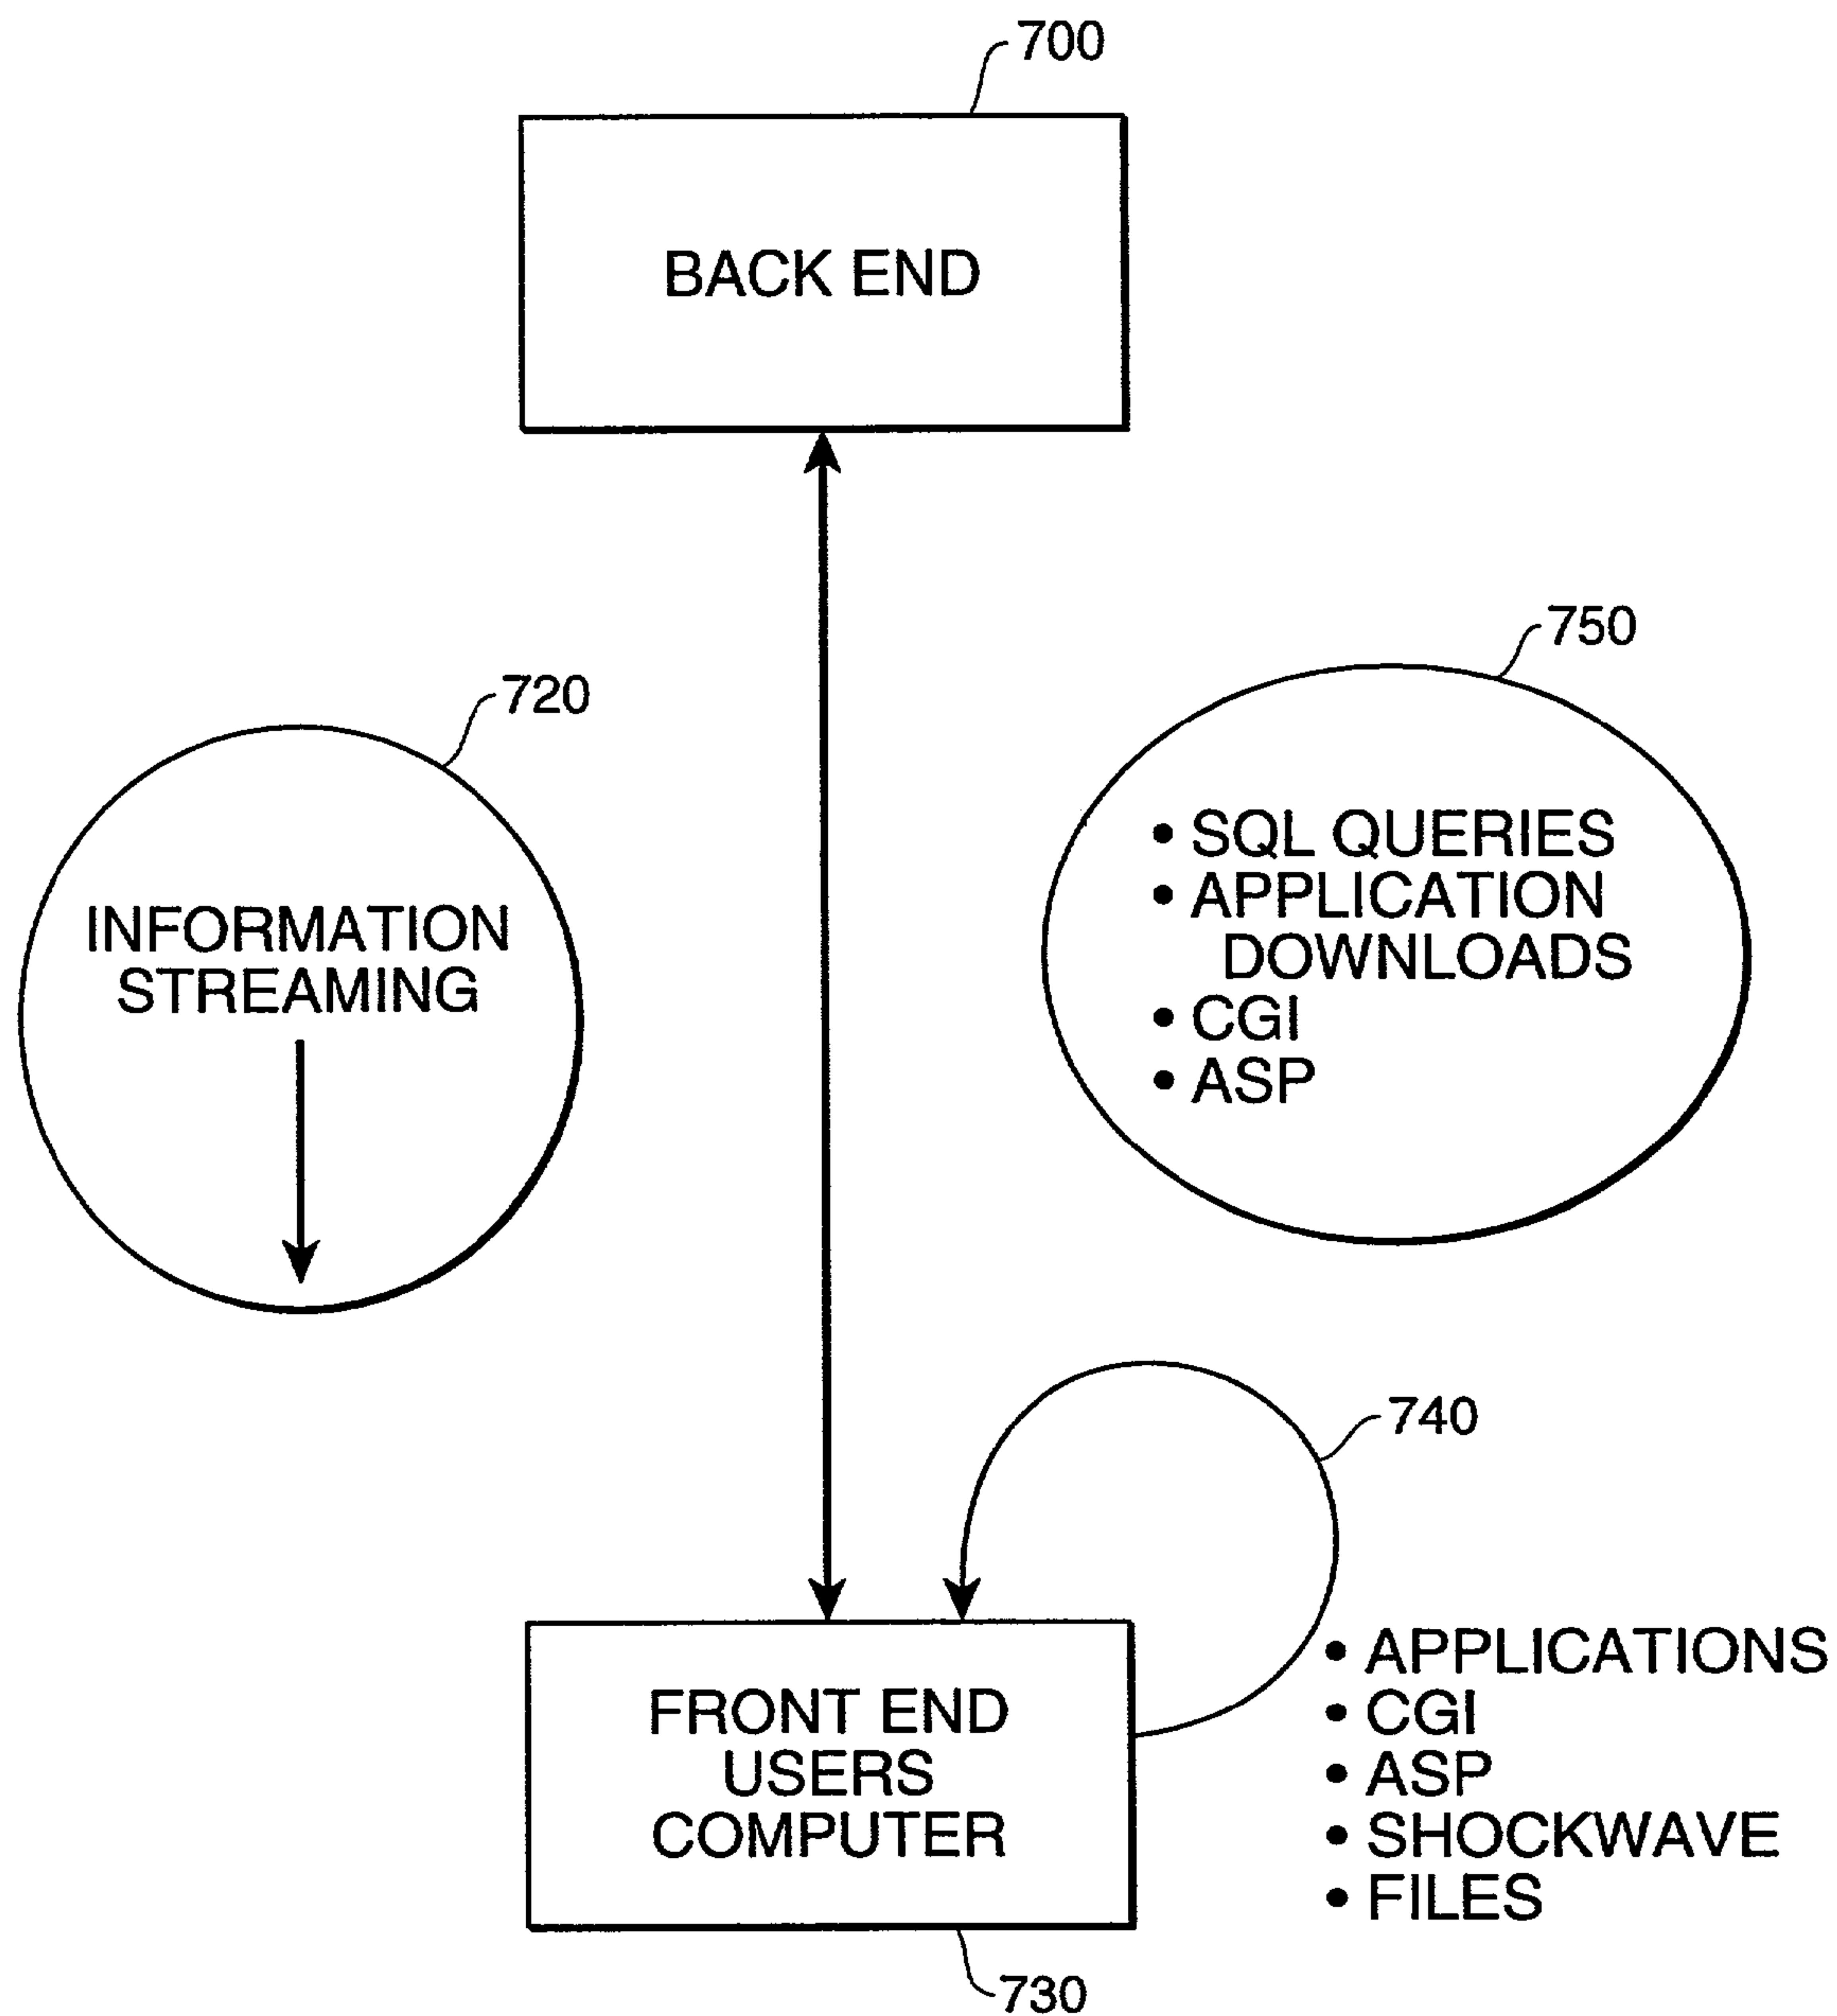 700
BACK END
750
720
• SQL QUERIES
• APPLICATION
DOWNLOADS
• CGI
• ASP
INFORMATION
STREAMING
740
FRONT END
USERS
COMPUTER
• APPLICATIONS
• CGI
• ASP
• SHOCKWAVE
• FILES
730